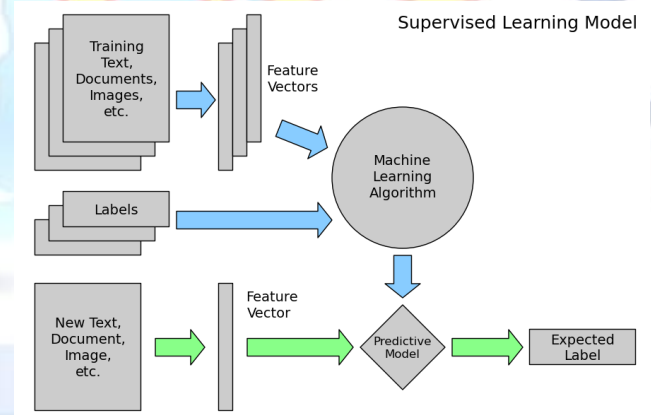 Supervised Learning Model
Training
Text,
Documents,
Images,
etc.
Feature
Vectors
Machine
Learning
Algorithm
Labels
New Text,
Document,
Image,
etc.
Feature
Vector
Predictive
Model
Expected
Label